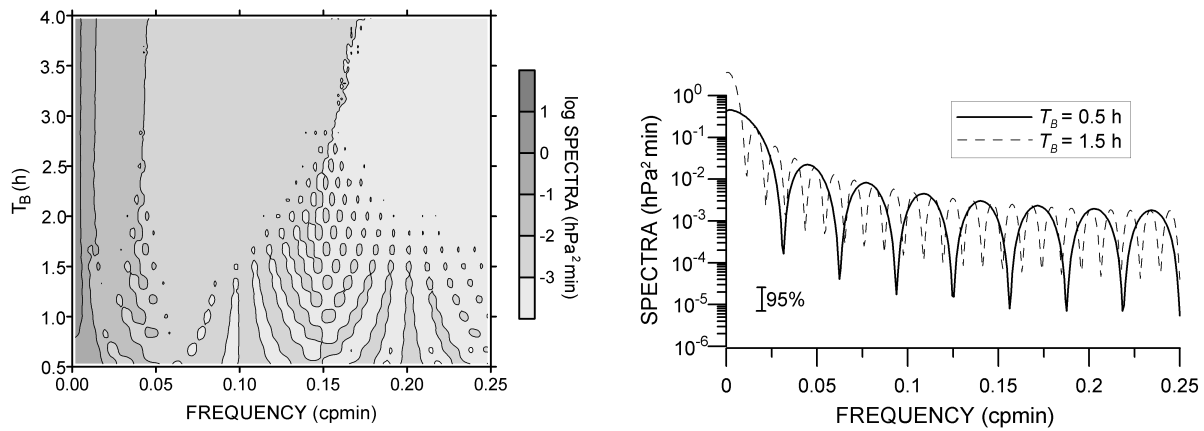 4.0
3.5
3.0
2.5
2.0
1.5
1.0
0.5
T_B (h)
0.00 0.05 0.10 0.15 0.20 0.25
FREQUENCY (cpmin)
1
0
-1
-2
-3
log SPECTRA (hPa² min)
10⁰
10⁻¹
10⁻²
10⁻³
10⁻⁴
10⁻⁵
10⁻⁶
SPECTRA (hPa² min)
T_B = 0.5 h
T_B = 1.5 h
95%
0 0.05 0.1 0.15 0.2 0.25
FREQUENCY (cpmin)